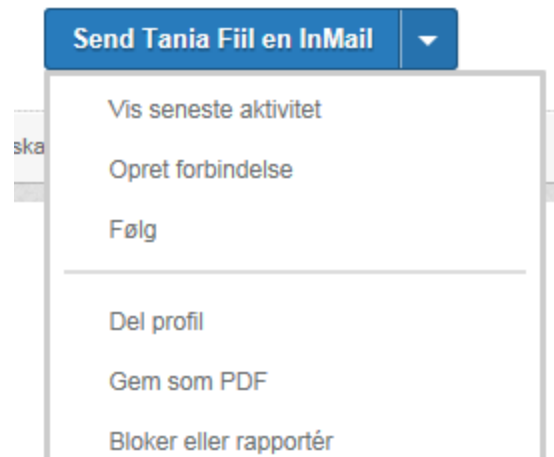 Send Tania Fiil en InMail
Vis seneste aktivitet
ska
Opret forbindelse
Følg
Del profil
Gem som PDF
Bloker eller rapportér